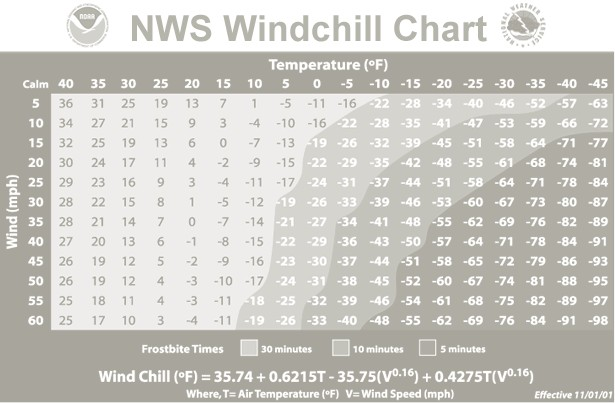 NOAA
NWS Windchill Chart
NATIONAL WEATHER SERVICE
Temperature (ºF)
Calm 40 35 30 25 20 15 10 5 0 -5 -10 -15 -20 -25 -30 -35 -40 -45
5 36 31 25 19 13 7 1 -5 -11 -16 -22 -28 -34 -40 -46 -52 -57 -63
10 34 27 21 15 9 3 -4 -10 -16 -22 -28 -35 -41 -47 -53 -59 -66 -72
15 32 25 19 13 6 0 -7 -13 -19 -26 -32 -39 -45 -51 -58 -64 -71 -77
20 30 24 17 11 4 -2 -9 -15 -22 -29 -35 -42 -48 -55 -61 -68 -74 -81
25 29 23 16 9 3 -4 -11 -17 -24 -31 -37 -44 -51 -58 -64 -71 -78 -84
30 28 22 15 8 1 -5 -12 -19 -26 -33 -39 -46 -53 -60 -67 -73 -80 -87
35 28 21 14 7 0 -7 -14 -21 -27 -34 -41 -48 -55 -62 -69 -76 -82 -89
40 27 20 13 6 -1 -8 -15 -22 -29 -36 -43 -50 -57 -64 -71 -78 -84 -91
45 26 19 12 5 -2 -9 -16 -23 -30 -37 -44 -51 -58 -65 -72 -79 -86 -93
50 26 19 12 4 -3 -10 -17 -24 -31 -38 -45 -52 -60 -67 -74 -81 -88 -95
55 25 18 11 4 -3 -11 -18 -25 -32 -39 -46 -54 -61 -68 -75 -82 -89 -97
60 25 17 10 3 -4 -11 -19 -26 -33 -40 -48 -55 -62 -69 -76 -84 -91 -98
Wind (mph)
Frostbite Times 30 minutes 10 minutes 5 minutes
Wind Chill (ºF) = 35.74 + 0.6215T - 35.75(V0.16) + 0.4275T(V0.16)
Where, T= Air Temperature (ºF) V= Wind Speed (mph)
Effective 11/01/01